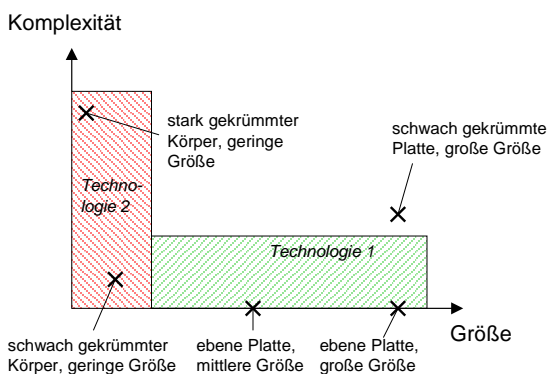 Komplexität
stark gekrümmter
Körper, geringe
Größe
schwach gekrümmte
Platte, große Größe
Techno-
logie 2
Technologie 1
Größe
schwach gekrümmter
Körper, geringe Größe
ebene Platte,
mittlere Größe
ebene Platte,
große Größe